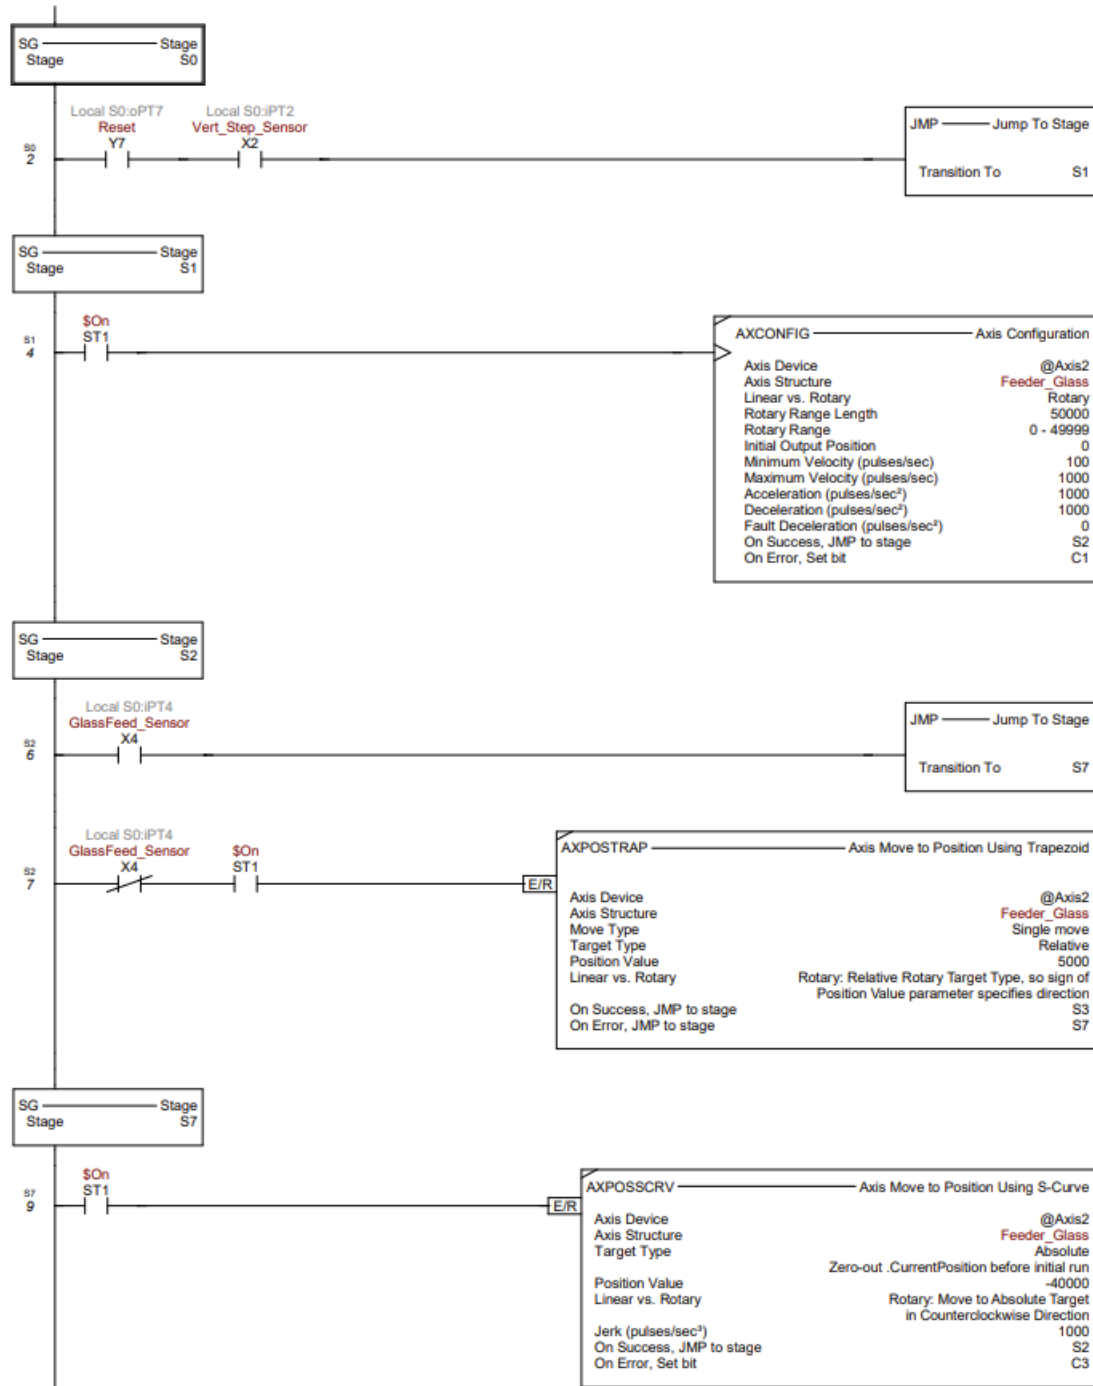 SG Stage
Stage S0
Local S0:oPT7 Local S0:iPT2
Reset Vert_Step_Sensor
Y7 X2
S0
2
JMP Jump To Stage
Transition To S1
SG Stage
Stage S1
$On
ST1
S1
4
AXCONFIG Axis Configuration
Axis Device @Axis2
Axis Structure Feeder_Glass
Linear vs. Rotary Rotary
Rotary Range Length 50000
Rotary Range 0 - 49999
Initial Output Position 0
Minimum Velocity (pulses/sec) 100
Maximum Velocity (pulses/sec) 1000
Acceleration (pulses/sec²) 1000
Deceleration (pulses/sec²) 1000
Fault Deceleration (pulses/sec²) 0
On Success, JMP to stage S2
On Error, Set bit C1
SG Stage
Stage S2
Local S0:iPT4
GlassFeed_Sensor
X4
S2
6
JMP Jump To Stage
Transition To S7
Local S0:iPT4
GlassFeed_Sensor $On
X4 ST1
S2
7
E/R
AXPOSTRAP Axis Move to Position Using Trapezoid
Axis Device @Axis2
Axis Structure Feeder_Glass
Move Type Single move
Target Type Relative
Position Value 5000
Linear vs. Rotary Rotary: Relative Rotary Target Type, so sign of
Position Value parameter specifies direction
On Success, JMP to stage S3
On Error, JMP to stage S7
SG Stage
Stage S7
$On
ST1
S7
9
E/R
AXPOSSCRV Axis Move to Position Using S-Curve
Axis Device @Axis2
Axis Structure Feeder_Glass
Target Type Absolute
Zero-out .CurrentPosition before initial run
Position Value -40000
Linear vs. Rotary Rotary: Move to Absolute Target
in Counterclockwise Direction
Jerk (pulses/sec³) 1000
On Success, JMP to stage S2
On Error, Set bit C3